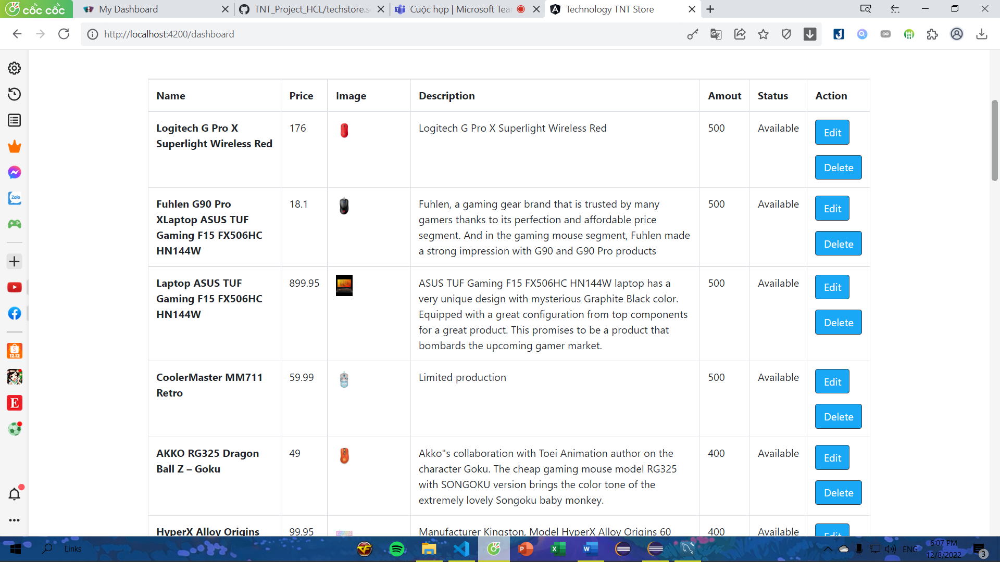 cốc cốc
My Dashboard
TNT_Project_HCL/techstore.s
Cuộc họp | Microsoft Tea
Technology TNT Store
http://localhost:4200/dashboard
Name Price Image Description Amout Status Action
Logitech G Pro X
Superlight Wireless Red
176
Logitech G Pro X Superlight Wireless Red
500
Available
Edit
Delete
Fuhlen G90 Pro
XLaptop ASUS TUF
Gaming F15 FX506HC
HN144W
18.1
Fuhlen, a gaming gear brand that is trusted by many
gamers thanks to its perfection and affordable price
segment. And in the gaming mouse segment, Fuhlen made
a strong impression with G90 and G90 Pro products
500
Available
Edit
Delete
Laptop ASUS TUF
Gaming F15 FX506HC
HN144W
899.95
ASUS TUF Gaming F15 FX506HC HN144W laptop has a
very unique design with mysterious Graphite Black color.
Equipped with a great configuration from top components
for a great product. This promises to be a product that
bombards the upcoming gamer market.
500
Available
Edit
Delete
CoolerMaster MM711
Retro
59.99
Limited production
500
Available
Edit
Delete
AKKO RG325 Dragon
Ball Z – Goku
49
Akko"s collaboration with Toei Animation author on the
character Goku. The cheap gaming mouse model RG325
with SONGOKU version brings the color tone of the
extremely lovely Songoku baby monkey.
400
Available
Edit
Delete
HyperX Alloy Origins
99.95
Manufacturer Kingston, Model HyperX Alloy Origins 60
400
Available
Edit
Zalo
12.12
E
Links
ENG
6:07 PM
12/8/2022
3